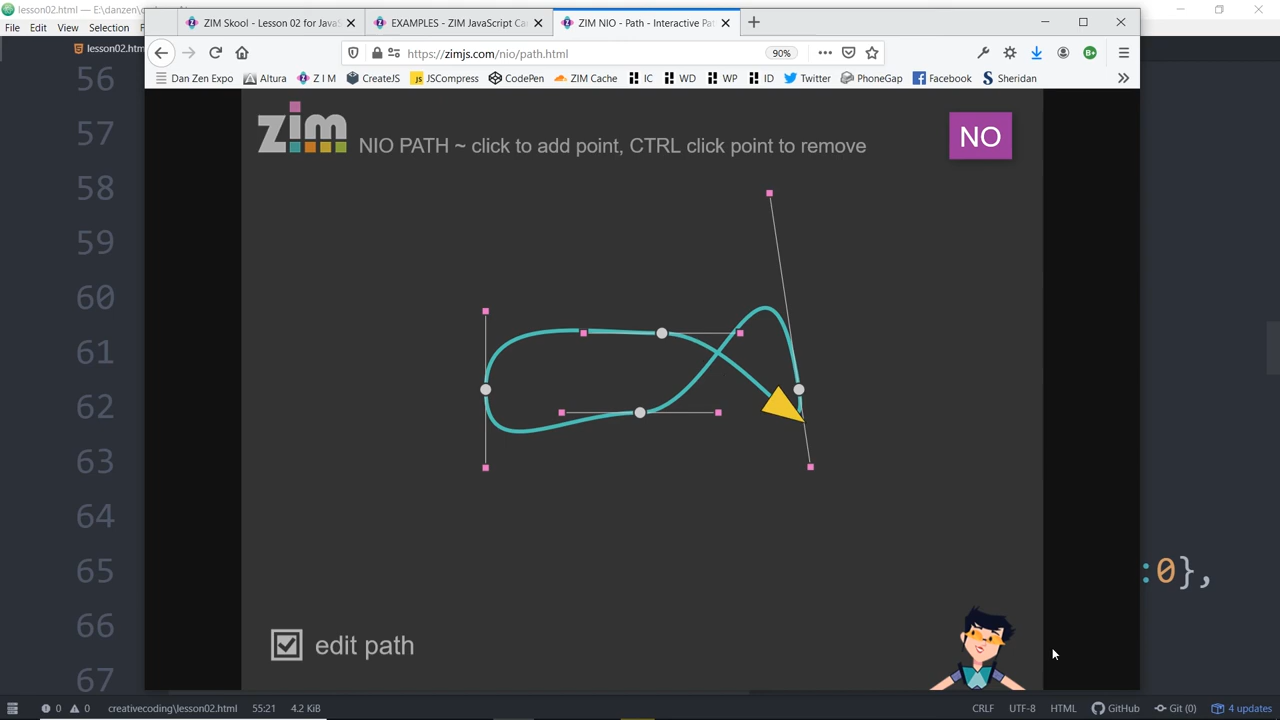 lesson02.html — E:\danzen\c
File Edit View Selection
lesson02.htm
ZIM Skool - Lesson 02 for Java
EXAMPLES - ZIM JavaScript Ca
ZIM NIO - Path - Interactive Pat
https://zimjs.com/nio/path.html
90%
Dan Zen Expo
Altura
Z I M
CreateJS
JSCompress
CodePen
ZIM Cache
IC
WD
WP
ID
Twitter
PhoneGap
Facebook
Sheridan
zim
NIO PATH ~ click to add point, CTRL click point to remove
NO
56
57
58
59
60
61
62
63
64
65
:0},
66
67
edit path
0
0
creativecoding\lesson02.html
4.2 KiB
55:21
CRLF
UTF-8
HTML
GitHub
Git (0)
4 updates